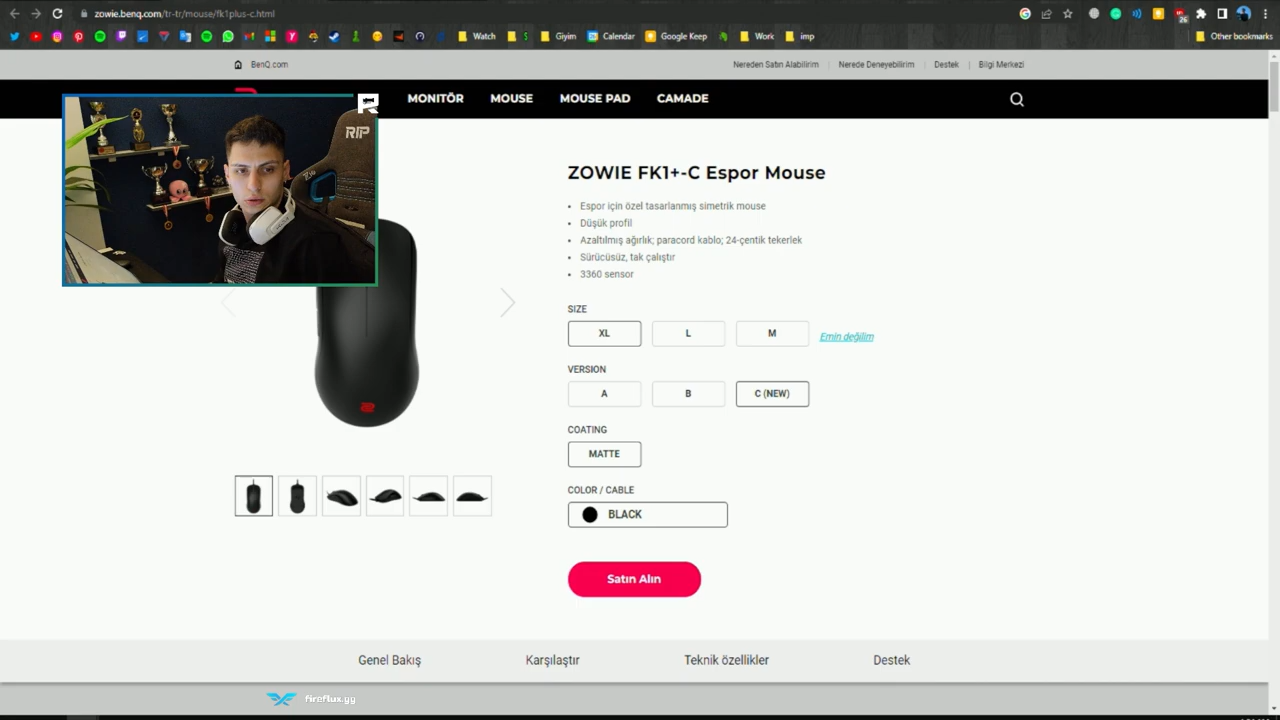 zowie.benq.com/tr-tr/mouse/fk1plus-c.html
26
Watch
$
Giyim
Calendar
Google Keep
Work
imp
Other bookmarks
BenQ.com
Nereden Satın Alabilirim
Nerede Deneyebilirim
Destek
Bilgi Merkezi
MONİTÖR
MOUSE
MOUSE PAD
CAMADE
RIP
ZOWIE FK1+-C Espor Mouse
• Espor için özel tasarlanmış simetrik mouse
• Düşük profil
• Azaltılmış ağırlık; paracord kablo; 24-çentik tekerlek
• Sürücüsüz, tak çalıştır
• 3360 sensor
SIZE
XL
L
M
Emin değilim
VERSION
A
B
C (NEW)
COATING
MATTE
COLOR / CABLE
BLACK
Satın Alın
Genel Bakış
Karşılaştır
Teknik özellikler
Destek
fireflux.gg